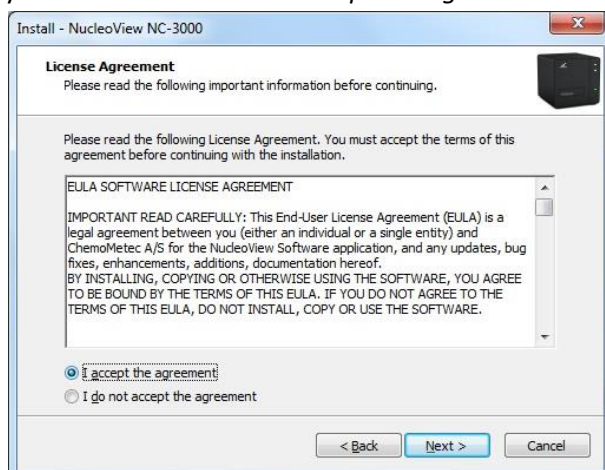 Install - NucleoView NC-3000
License Agreement
Please read the following important information before continuing.
Please read the following License Agreement. You must accept the terms of this
agreement before continuing with the installation.
EULA SOFTWARE LICENSE AGREEMENT
IMPORTANT READ CAREFULLY: This End-User License Agreement (EULA) is a
legal agreement between you (either an individual or a single entity) and
ChemoMetec A/S for the NucleoView Software application, and any updates, bug
fixes, enhancements, additions, documentation hereof.
BY INSTALLING, COPYING OR OTHERWISE USING THE SOFTWARE, YOU AGREE
TO BE BOUND BY THE TERMS OF THIS EULA. IF YOU DO NOT AGREE TO THE
TERMS OF THIS EULA, DO NOT INSTALL, COPY OR USE THE SOFTWARE.
I accept the agreement
I do not accept the agreement
< Back
Next >
Cancel